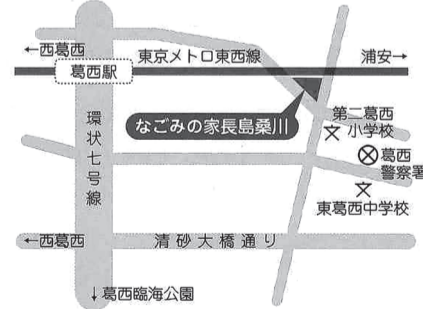 ←西葛西
東京メトロ東西線
浦安→
葛西駅
なごみの家長島桑川
環状七号線
第二葛西
小学校
葛西
警察署
東葛西中学校
←西葛西
清砂大橋通り
↓葛西臨海公園